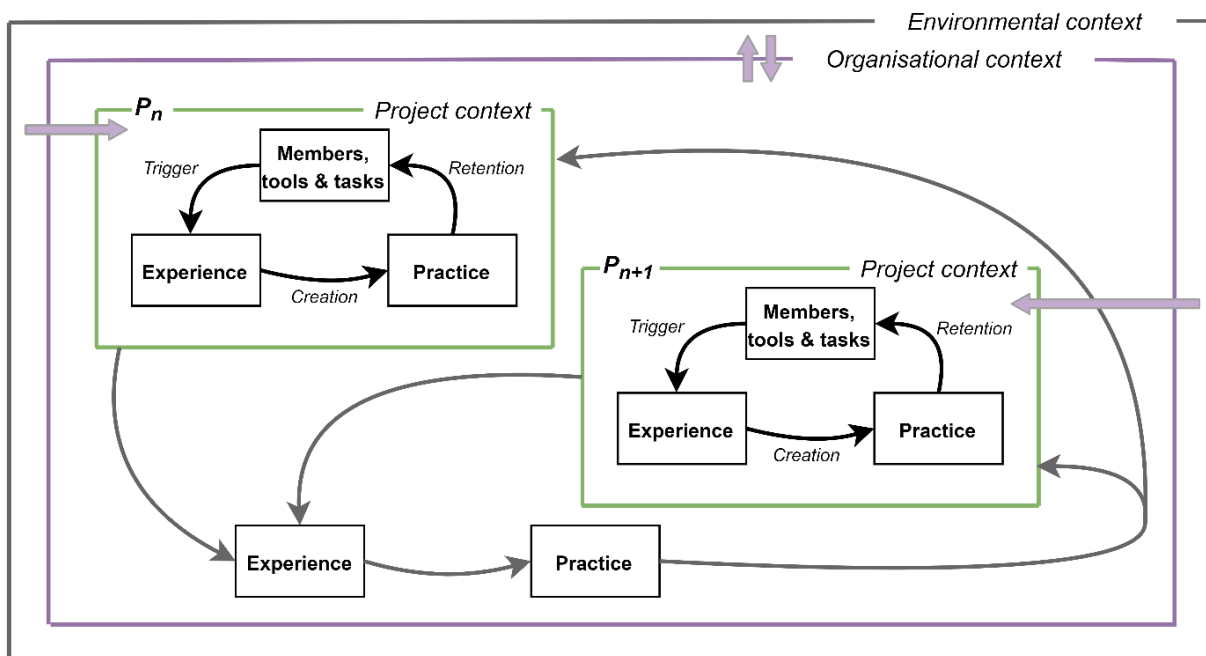 Environmental context
Organisational context
Pn
Project context
Members,
tools & tasks
Trigger
Retention
Experience
Practice
Creation
Pn+1
Project context
Members,
tools & tasks
Trigger
Retention
Experience
Practice
Creation
Experience
Practice